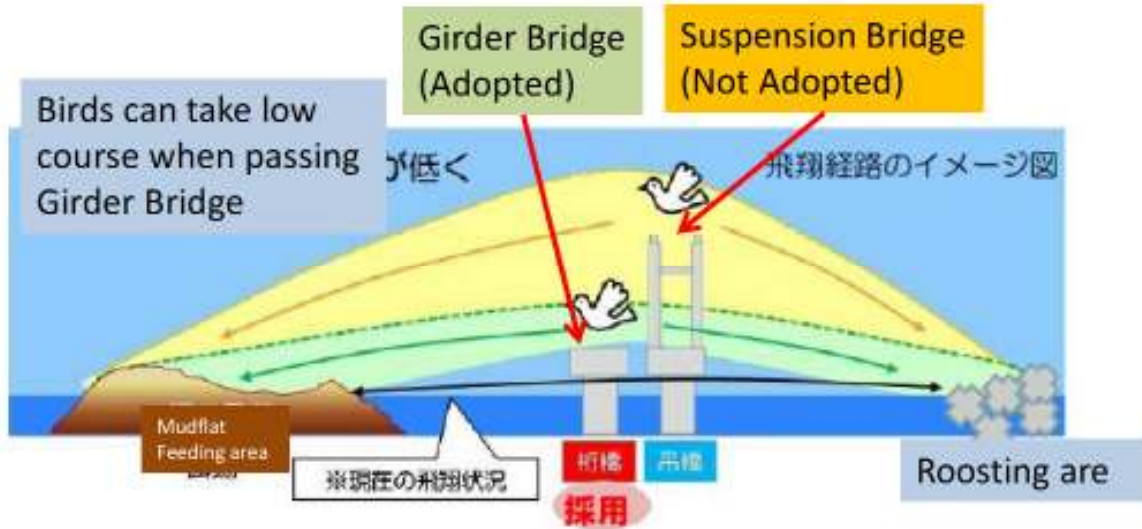 Girder Bridge
(Adopted)
Suspension Bridge
(Not Adopted)
Birds can take low
course when passing
Girder Bridge
が低く
飛翔経路のイメージ図
Mudflat
Feeding area
※現在の飛翔状況
桁橋
吊橋
採用
Roosting are